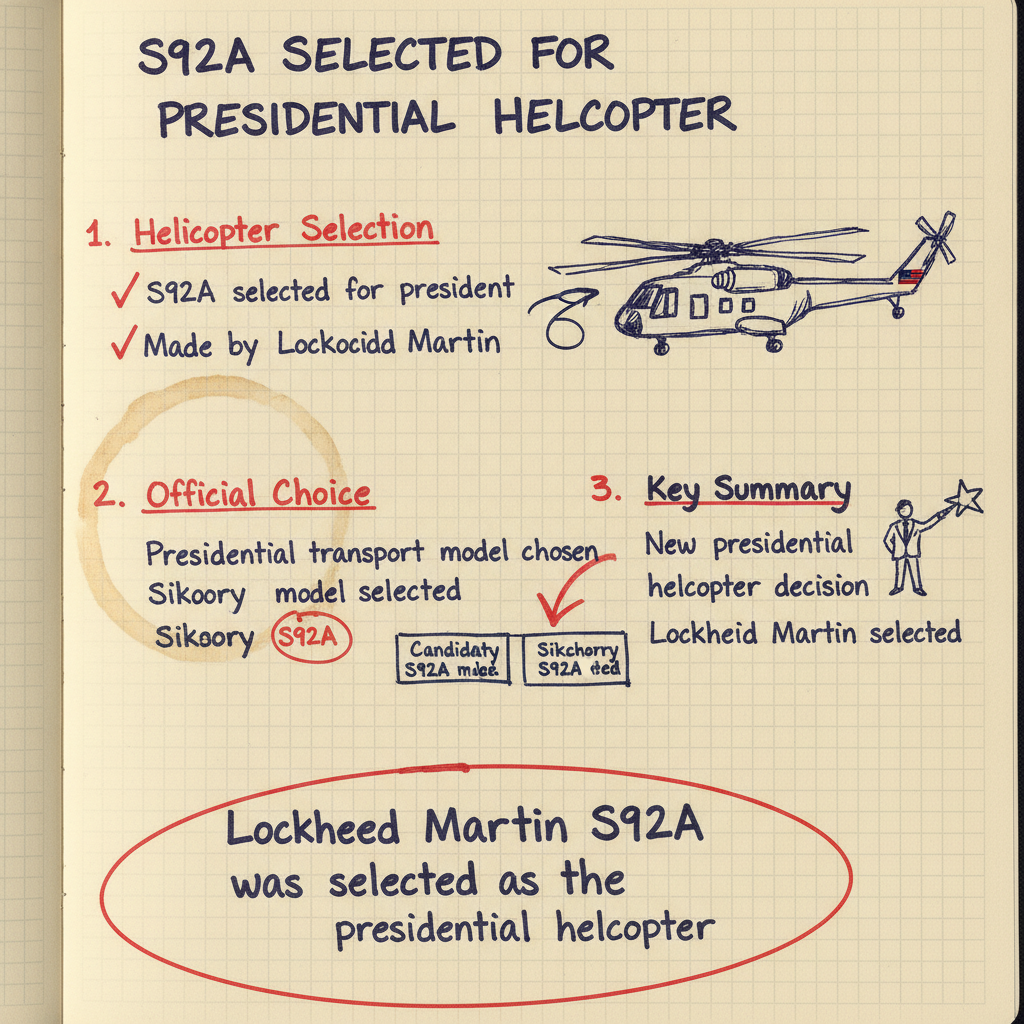 S92A SELECTED FOR
PRESIDENTIAL HELCOPTER
1. Helicopter Selection
S92A selected for president
Made by Lockocidd Martin
2. Official Choice
Presidential transport model chosen
Sikoory model selected
Sikoory S92A
Candidaty
S92A
Sikchorry
S92A
3. Key Summary
New presidential
helcopter decision
Lockheid Martin selected
Lockheed Martin S92A
was selected as the
presidential helcopter